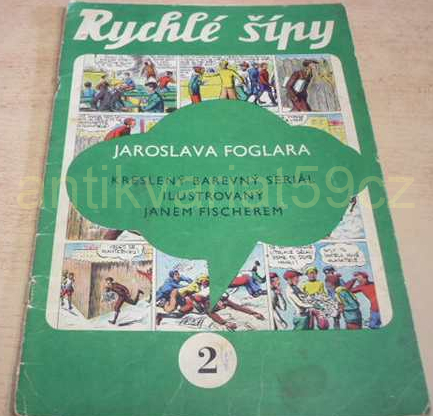 Rychlé šípy
JAROSLAVA FOGLARA
KRESLENÝ BAREVNÝ SERIÁL
ILUSTROVANÝ
JANEM FISCHEREM
antikvariat59cz
2